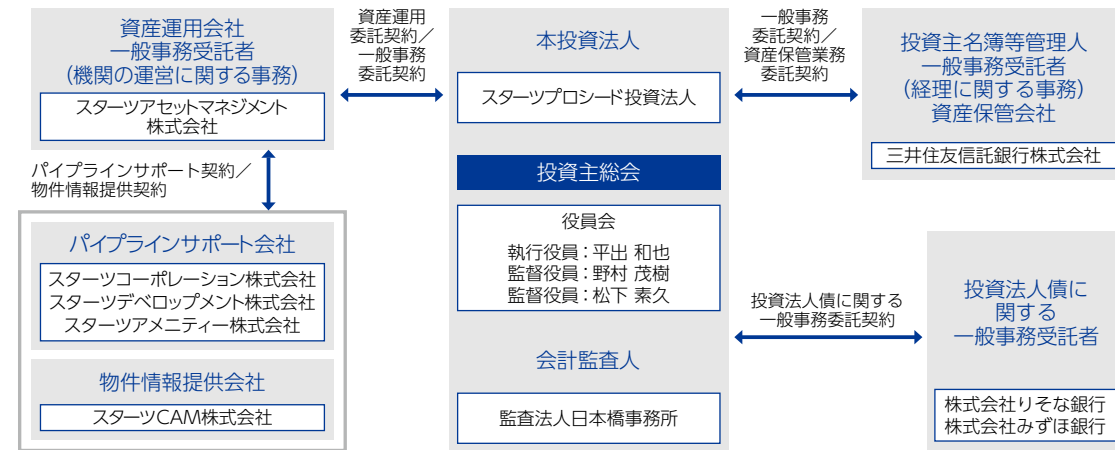 資産運用会社
一般事務受託者
(機関の運営に関する事務)
スターツアセットマネジメント
株式会社
資産運用
委託契約／
一般事務
委託契約
本投資法人
スターツプロシード投資法人
一般事務
委託契約／
資産保管業務
委託契約
投資主名簿等管理人
一般事務受託者
(経理に関する事務)
資産保管会社
三井住友信託銀行株式会社
パイプラインサポート契約／
物件情報提供契約
パイプラインサポート会社
スターツコーポレーション株式会社
スターツデベロップメント株式会社
スターツアメニティー株式会社
物件情報提供会社
スターツCAM株式会社
投資主総会
役員会
執行役員：平出 和也
監督役員：野村 茂樹
監督役員：松下 素久
会計監査人
監査法人日本橋事務所
投資法人債に関する
一般事務委託契約
投資法人債に
関する
一般事務受託者
株式会社りそな銀行
株式会社みずほ銀行